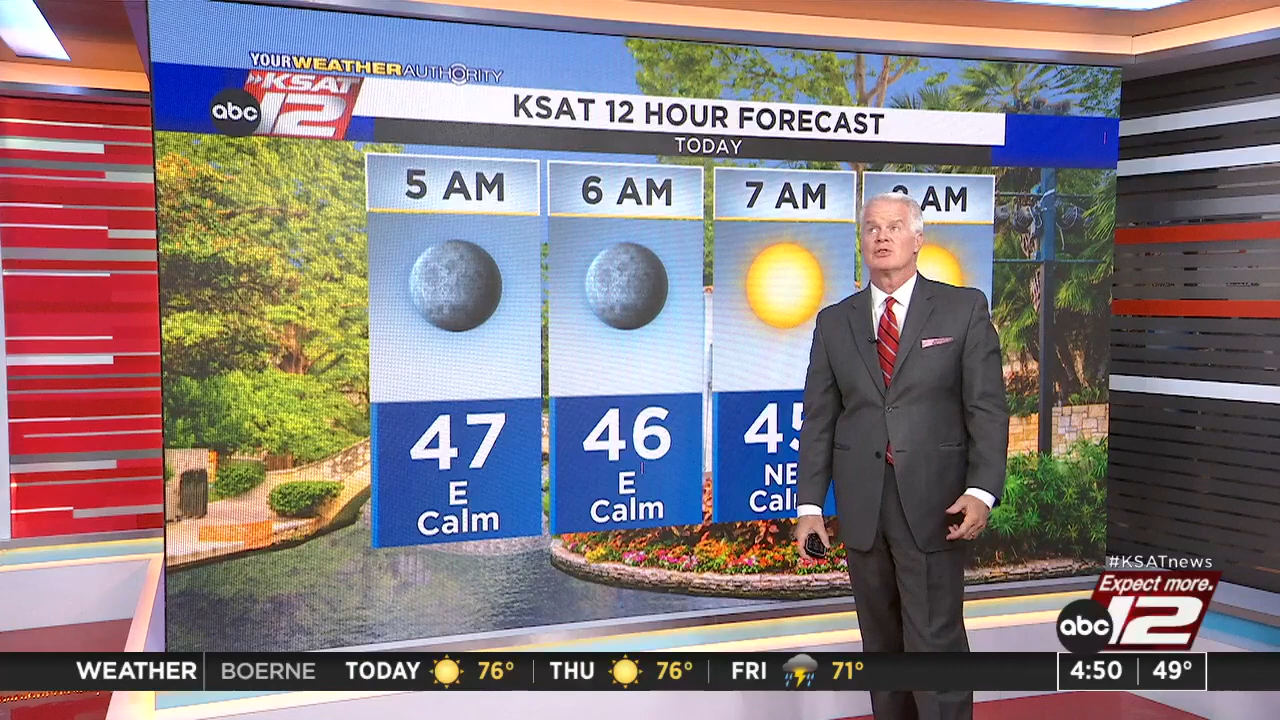 YOUR WEATHER AUTHORITY
abc KSAT 12
KSAT 12 HOUR FORECAST
TODAY
5 AM
6 AM
7 AM
AM
47
E
Calm
46
E
Calm
45
NE
Calm
#KSATnews
Expect more.
abc 12
WEATHER BOERNE TODAY 76° THU 76° FRI 71° 4:50 49°